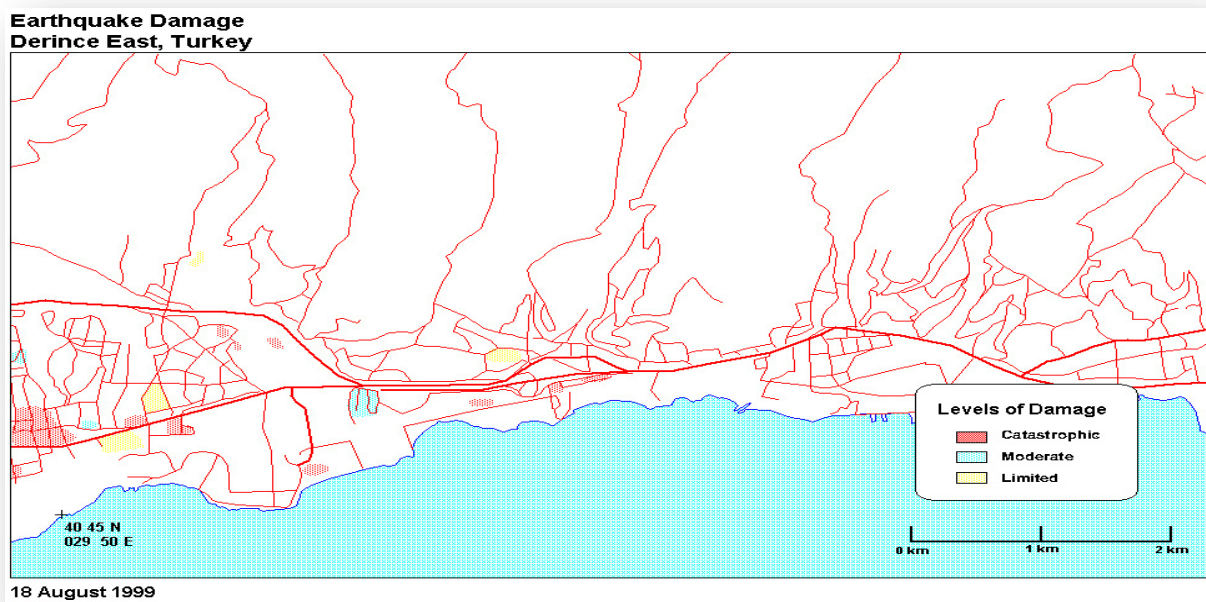 Earthquake Damage
Derince East, Turkey
Levels of Damage
Catastrophic
Moderate
Limited
40 45 N
029 50 E
0 km
1 km
2 km
18 August 1999